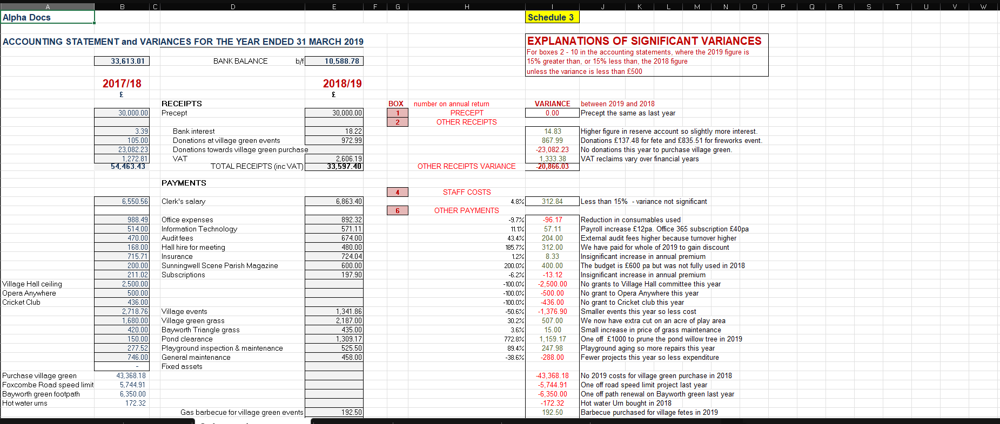 A B C D E F G H I J K L M N O P Q R S T U V W
Alpha Docs Schedule 3
ACCOUNTING STATEMENT and VARIANCES FOR THE YEAR ENDED 31 MARCH 2019 EXPLANATIONS OF SIGNIFICANT VARIANCES
For boxes 2 - 10 in the accounting statements, where the 2019 figure is
33,613.01 BANK BALANCE b/f 10,588.78 15% greater than, or 15% less than, the 2018 figure
unless the variance is less than £500
2017/18 2018/19
£ £
RECEIPTS BOX number on annual return VARIANCE between 2019 and 2018
30,000.00 Precept 30,000.00 1 PRECEPT 0.00 Precept the same as last year
2 OTHER RECEIPTS
3.39 Bank interest 18.22 14.83 Higher figure in reserve account so slightly more interest.
105.00 Donations at village green events 972.99 867.99 Donations £137.48 for fete and £835.51 for fireworks event.
23,082.23 Donations towards village green purchase -23,082.23 No donations this year to purchase village green.
1,272.81 VAT 2,606.19 1,333.38 VAT reclaims vary over financial years
54,463.43 TOTAL RECEIPTS (inc VAT) 33,597.40 OTHER RECEIPTS VARIANCE -20,866.03
PAYMENTS
4 STAFF COSTS
6,550.56 Clerk's salary 6,863.40 4.8% 312.84 Less than 15% - variance not significant
6 OTHER PAYMENTS
988.49 Office expenses 892.32 -9.7% -96.17 Reduction in consumables used
514.00 Information Technology 571.11 11.1% 57.11 Payroll increase £12pa. Office 365 subscription £40pa
470.00 Audit fees 674.00 43.4% 204.00 External audit fees higher because turnover higher
168.00 Hall hire for meeting 480.00 185.7% 312.00 We have paid for whole of 2019 to gain discount
715.71 Insurance 724.04 1.2% 8.33 Insignificant increase in annual premium
200.00 Sunningwell Scene Parish Magazine 600.00 200.0% 400.00 The budget is £600 pa but was not fully used in 2018
211.02 Subscriptions 197.90 -6.2% -13.12 Insignificant increase in annual premium
Village Hall ceiling 2,500.00 -100.0% -2,500.00 No grants to Village Hall committee this year
Opera Anywhere 500.00 -100.0% -500.00 No grant to Opera Anywhere this year
Cricket Club 436.00 -100.0% -436.00 No grant to Cricket club this year
2,718.76 Village events 1,341.86 -50.6% -1,376.90 Smaller events this year so less cost
1,680.00 Village green grass 2,187.00 30.2% 507.00 We now have extra cut on an acre of play area
420.00 Bayworth Triangle grass 435.00 3.6% 15.00 Small increase in price of grass maintenance
150.00 Pond clearance 1,309.17 772.8% 1,159.17 One off £1000 to prune the pond willow tree in 2019
277.52 Playground inspection & maintenance 525.50 89.4% 247.98 Playground aging so more repairs this year
746.00 General maintenance 458.00 -38.6% -288.00 Fewer projects this year so less expenditure
- Fixed assets
Purchase village green 43,368.18 -43,368.18 No 2019 costs for village green purchase in 2018
Foxcombe Road speed limit 5,744.91 -5,744.91 One off road speed limit project last year
Bayworth green footpath 6,350.00 -6,350.00 One off path renewal on Bayworth green last year
Hot water urns 172.32 -172.32 Hot water Urn bought in 2018
Gas barbecue for village green events 192.50 192.50 Barbecue purchased for village fetes in 2019